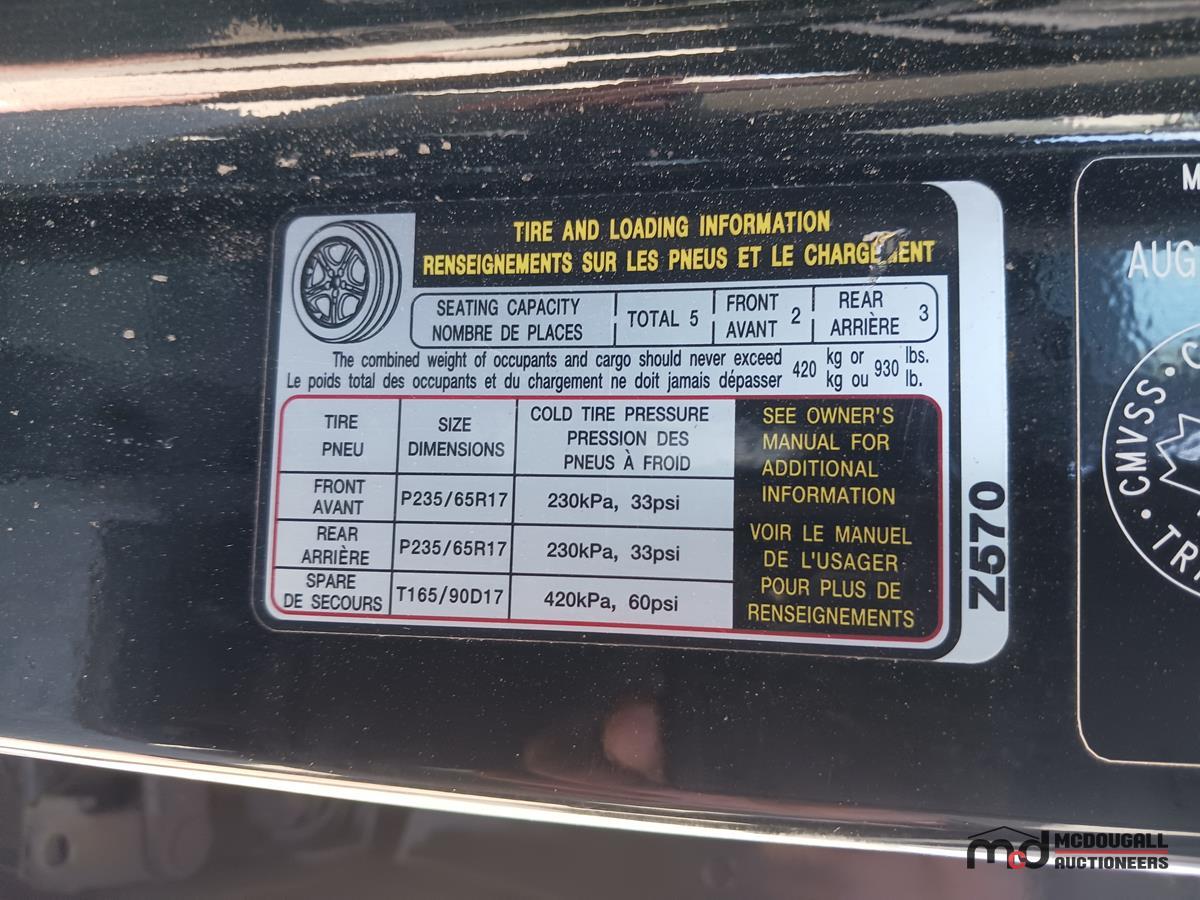 TIRE AND LOADING INFORMATION
RENSEIGNEMENTS SUR LES PNEUS ET LE CHARGEMENT
SEATING CAPACITY
NOMBRE DE PLACES
TOTAL 5
FRONT
AVANT
2
REAR
ARRIÈRE
3
The combined weight of occupants and cargo should never exceed 420 kg or 930 lbs.
Le poids total des occupants et du chargement ne doit jamais dépasser kg ou lb.
TIRE
PNEU
SIZE
DIMENSIONS
COLD TIRE PRESSURE
PRESSION DES
PNEUS À FROID
FRONT
AVANT
P235/65R17
230kPa, 33psi
REAR
ARRIÈRE
P235/65R17
230kPa, 33psi
SPARE
DE SECOURS
T165/90D17
420kPa, 60psi
SEE OWNER'S
MANUAL FOR
ADDITIONAL
INFORMATION
VOIR LE MANUEL
DE L'USAGER
POUR PLUS DE
RENSEIGNEMENTS
Z570
M
AUG
CMVSS · C
TR
mcd
MCDOUGALL
AUCTIONEERS